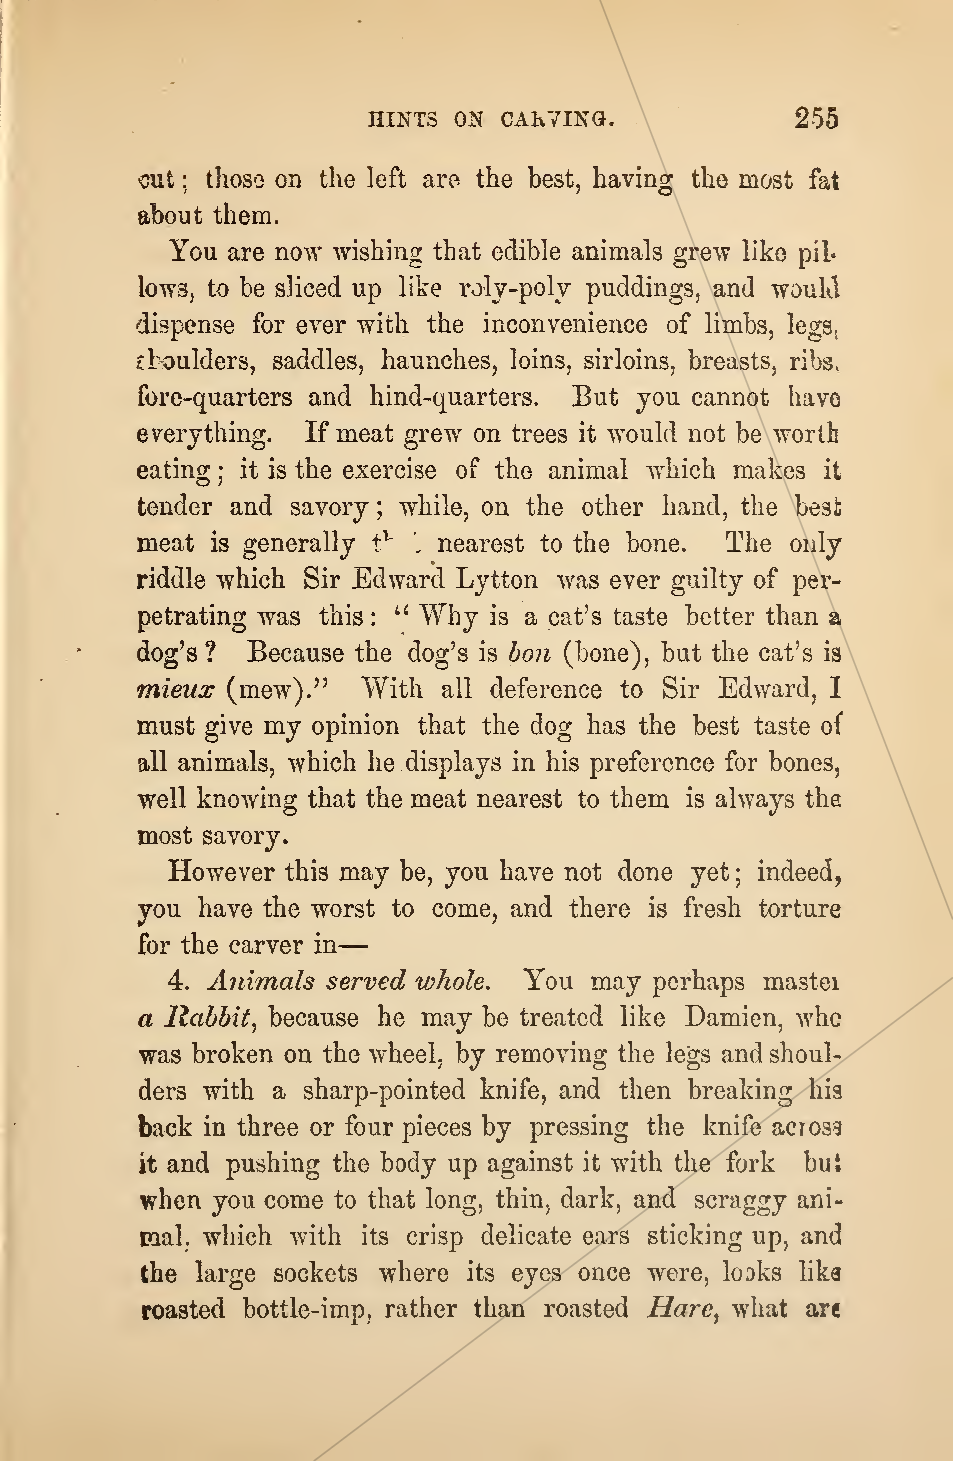 HINTS ON CARVING. 255
cut; those on the left are the best, having the most fat
about them.
You are now wishing that edible animals grew like pil-
lows, to be sliced up like roly-poly puddings, and would
dispense for ever with the inconvenience of limbs, legs,
shoulders, saddles, haunches, loins, sirloins, breasts, ribs,
fore-quarters and hind-quarters. But you cannot have
everything. If meat grew on trees it would not be worth
eating; it is the exercise of the animal which makes it
tender and savory; while, on the other hand, the best
meat is generally nearest to the bone. The only
riddle which Sir Edward Lytton was ever guilty of per-
petrating was this: “Why is a cat’s taste better than a
dog’s? Because the dog’s is bon (bone), but the cat’s is
mieux (mew).” With all deference to Sir Edward, I
must give my opinion that the dog has the best taste of
all animals, which he displays in his preference for bones,
well knowing that the meat nearest to them is always the
most savory.
However this may be, you have not done yet; indeed,
you have the worst to come, and there is fresh torture
for the carver in—
4. Animals served whole. You may perhaps master
a Rabbit, because he may be treated like Damien, who
was broken on the wheel, by removing the legs and shoul-
ders with a sharp-pointed knife, and then breaking his
back in three or four pieces by pressing the knife across
it and pushing the body up against it with the fork but
when you come to that long, thin, dark, and scraggy ani-
mal, which with its crisp delicate ears sticking up, and
the large sockets where its eyes once were, looks like
roasted bottle-imp, rather than roasted Hare, what are